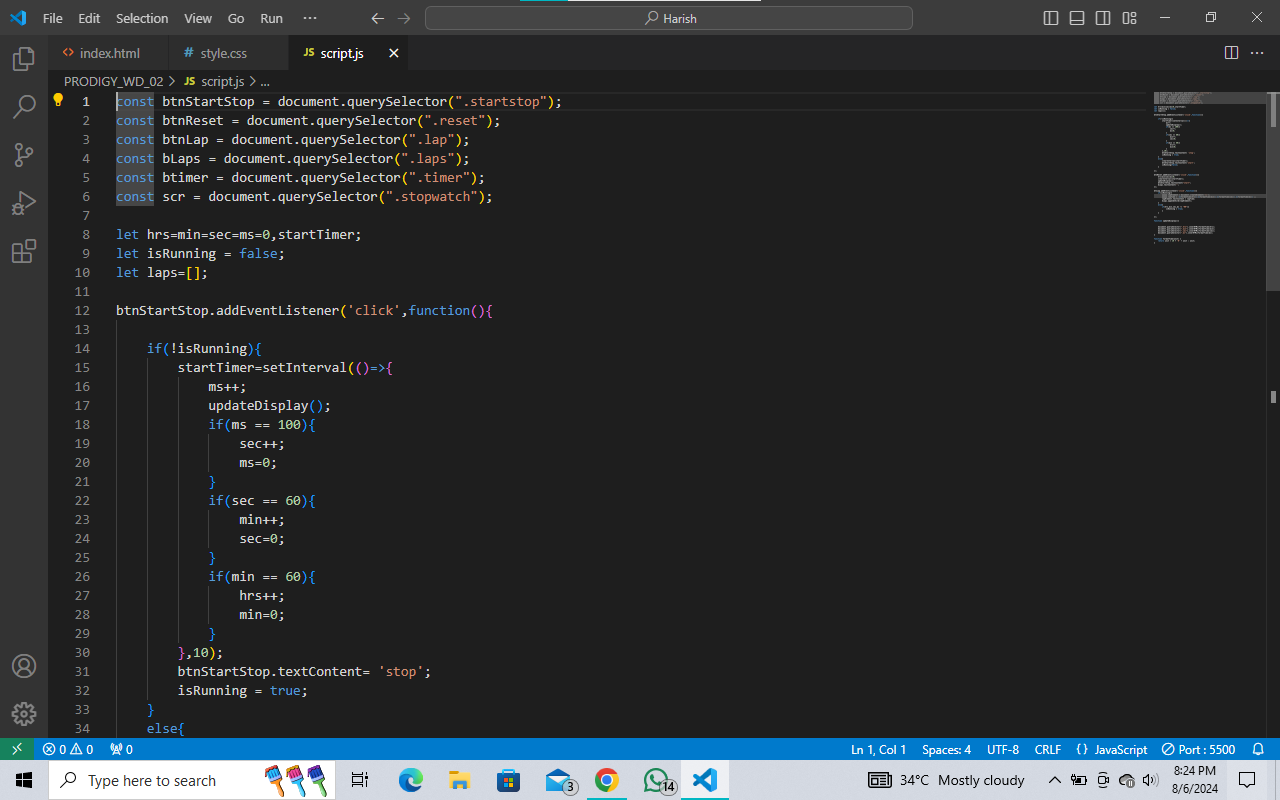 File Edit Selection View Go Run ··· Harish
index.html # style.css JS script.js
PRODIGY_WD_02 > JS script.js > ...
1 const btnStartStop = document.querySelector(".startstop");
2 const btnReset = document.querySelector(".reset");
3 const btnLap = document.querySelector(".lap");
4 const bLaps = document.querySelector(".laps");
5 const btimer = document.querySelector(".timer");
6 const scr = document.querySelector(".stopwatch");
7
8 let hrs=min=sec=ms=0,startTimer;
9 let isRunning = false;
10 let laps=[];
11
12 btnStartStop.addEventListener('click',function(){
13
14 if(!isRunning){
15 startTimer=setInterval(()=>{
16 ms++;
17 updateDisplay();
18 if(ms == 100){
19 sec++;
20 ms=0;
21 }
22 if(sec == 60){
23 min++;
24 sec=0;
25 }
26 if(min == 60){
27 hrs++;
28 min=0;
29 }
30 },10);
31 btnStartStop.textContent= 'stop';
32 isRunning = true;
33 }
34 else{
0 0 0 Ln 1, Col 1 Spaces: 4 UTF-8 CRLF {} JavaScript Port : 5500
Type here to search 3 14 34°C Mostly cloudy 8:24 PM
8/6/2024